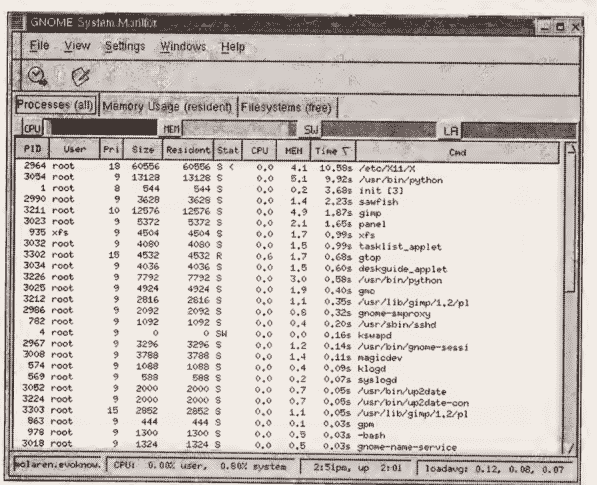 GNOME System Monitor
File View Settings Windows Help
Processes (all) Memory Usage (resident) Filesystems (free)
CPU MEM SW LA
PID User Pri Size Resident Stat CPU MEM Time Cmd
2964 root 18 60556 60556 S < 0.0 4.1 10.58s /etc/X11/X
3054 root 9 13128 13128 S 0.0 5.1 9.92s /usr/bin/python
1 root 8 544 544 S 0.0 0.2 3.68s init [3]
2990 root 9 3628 3628 S 0.0 1.4 2.23s sawfish
3211 root 10 12576 12576 S 0.0 4.9 1.87s gimp
3023 root 9 5372 5372 S 0.0 2.1 1.65s panel
935 xfs 9 4504 4504 S 0.0 1.7 0.99s xfs
3032 root 9 4080 4080 S 0.0 1.5 0.99s tasklist_applet
3302 root 15 4532 4532 R 0.6 1.7 0.68s gtop
3034 root 9 4036 4036 S 0.0 1.5 0.60s deskguide_applet
3226 root 9 7792 7792 S 0.0 3.0 0.58s /usr/bin/python
3025 root 9 4924 4924 S 0.0 1.9 0.40s gmc
3212 root 9 2816 2816 S 0.0 1.1 0.35s /usr/lib/gimp/1.2/pl
2986 root 9 2092 2092 S 0.0 0.8 0.32s gnome-smproxy
782 root 9 1092 1092 S 0.0 0.4 0.20s /usr/sbin/sshd
4 root 9 0 0 SW 0.0 0.0 0.16s kswapd
2967 root 9 3296 3296 S 0.0 1.2 0.14s /usr/bin/gnome-sessi
3008 root 9 3788 3788 S 0.0 1.4 0.11s magicdev
574 root 9 1088 1088 S 0.0 0.4 0.09s klogd
569 root 9 588 588 S 0.0 0.2 0.07s syslogd
3052 root 9 2000 2000 S 0.0 0.7 0.05s /usr/bin/up2date
3224 root 9 2000 2000 S 0.0 0.7 0.05s /usr/bin/up2date-con
3303 root 15 2852 2852 S 0.0 1.1 0.05s /usr/lib/gimp/1.2/pl
863 root 9 444 444 S 0.0 0.1 0.03s gpm
978 root 9 1300 1300 S 0.0 0.5 0.03s -bash
3018 root 9 1324 1324 S 0.0 0.5 0.03s gnome-name-service
CPU: 0.00% user, 0.80% system 2:51pm, up 2:01 loadavg: 0.12, 0.08, 0.07